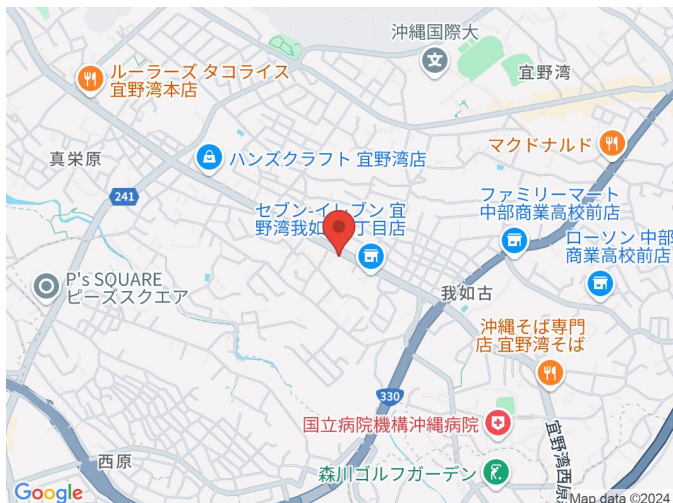 沖縄国際大
宜野湾
ルーラーズ タコライス
宜野湾本店
マクドナルド
真栄原
ハンズクラフト 宜野湾店
241
セブン-イレブン 宜
野湾我如
丁目店
ファミリーマート
中部商業高校前店
ローソン 中部
商業高校前店
P's SQUARE
ピーズスクエア
我如古
沖縄そば専門
店 宜野湾そば
330
国立病院機構沖縄病院
宜野湾西原
西原
森川ゴルフガーデン
Google
Map data ©2024